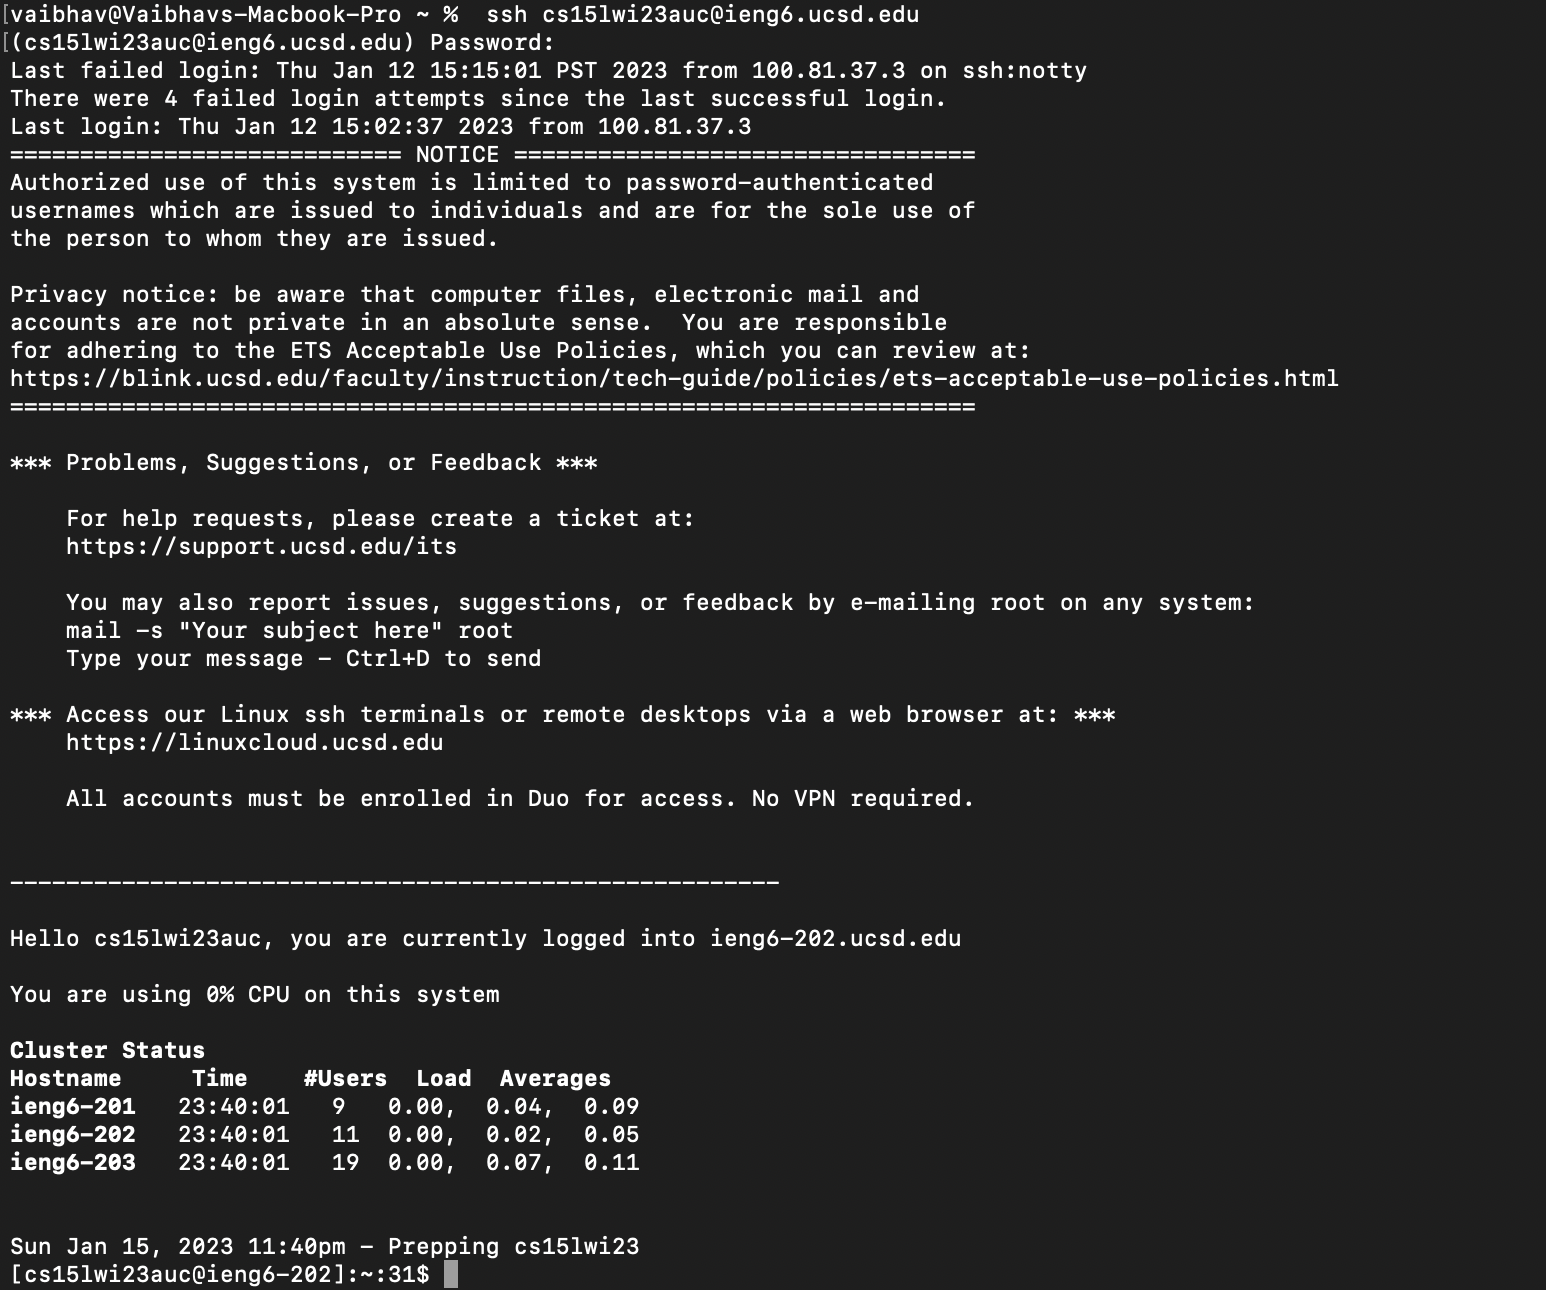 [vaibhav@Vaibhavs-Macbook-Pro ~ %  ssh cs15lwi23auc@ieng6.ucsd.edu
[(cs15lwi23auc@ieng6.ucsd.edu) Password:
Last failed login: Thu Jan 12 15:15:01 PST 2023 from 100.81.37.3 on ssh:notty
There were 4 failed login attempts since the last successful login.
Last login: Thu Jan 12 15:02:37 2023 from 100.81.37.3
============================ NOTICE =================================
Authorized use of this system is limited to password-authenticated
usernames which are issued to individuals and are for the sole use of
the person to whom they are issued.

Privacy notice: be aware that computer files, electronic mail and
accounts are not private in an absolute sense.  You are responsible
for adhering to the ETS Acceptable Use Policies, which you can review at:
https://blink.ucsd.edu/faculty/instruction/tech-guide/policies/ets-acceptable-use-policies.html
=====================================================================

*** Problems, Suggestions, or Feedback ***

    For help requests, please create a ticket at:
    https://support.ucsd.edu/its

    You may also report issues, suggestions, or feedback by e-mailing root on any system:
    mail -s "Your subject here" root
    Type your message - Ctrl+D to send

*** Access our Linux ssh terminals or remote desktops via a web browser at: ***
    https://linuxcloud.ucsd.edu

    All accounts must be enrolled in Duo for access. No VPN required.

-------------------------------------------------------

Hello cs15lwi23auc, you are currently logged into ieng6-202.ucsd.edu

You are using 0% CPU on this system

Cluster Status
Hostname     Time    #Users  Load  Averages
ieng6-201   23:40:01   9   0.00,  0.04,  0.09
ieng6-202   23:40:01   11  0.00,  0.02,  0.05
ieng6-203   23:40:01   19  0.00,  0.07,  0.11

Sun Jan 15, 2023 11:40pm - Prepping cs15lwi23
[cs15lwi23auc@ieng6-202]:~:31$